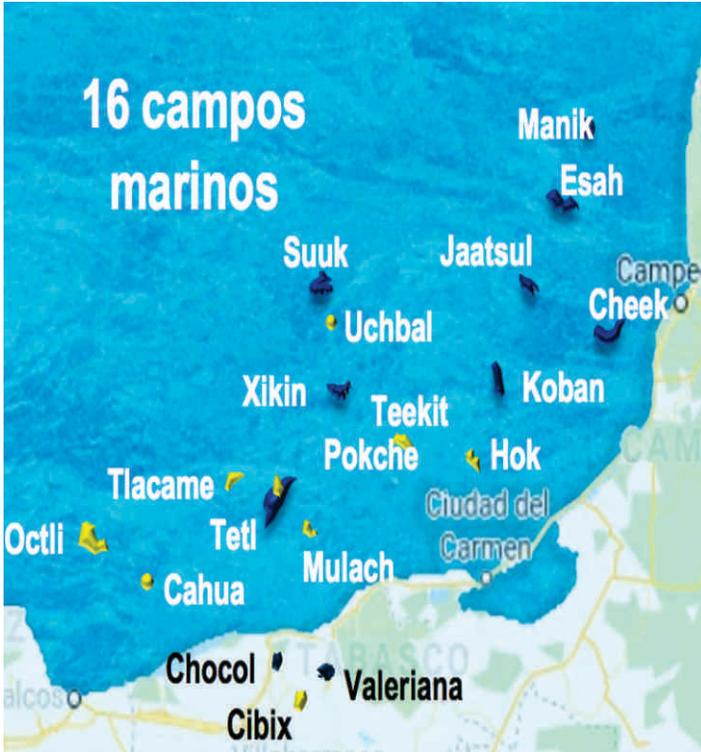 16 campos
marinos
Manik
Esah
Suuk
Jaatsul
Campe
Cheek
Uchbal
Xikin
Koban
Teekit
Pokche
Hok
CAM
Tlacame
Ciudad del
Carmen
Octli
Tetl
Mulach
Cahua
Z
TABASCO
Chocol
Valeriana
alcos
Cibix